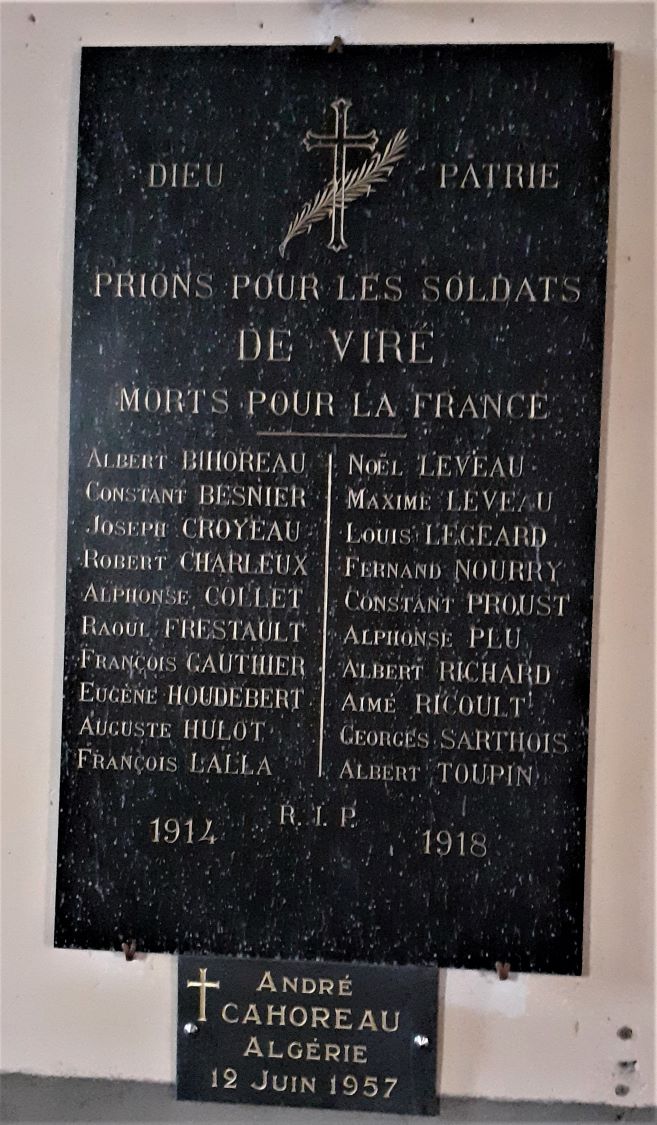 DIEU PATRIE
PRIONS POUR LES SOLDATS
DE VIRÉ
MORTS POUR LA FRANCE
ALBERT BIHOREAU
CONSTANT BESNIER
JOSEPH CROYEAU
ROBERT CHARLEUX
ALPHONSE COLLET
RAOUL FRESTAULT
FRANÇOIS GAUTHIER
EUGÈNE HOUDEBERT
AUGUSTE HULOT
FRANÇOIS LALLA
NOËL LEVEAU
MAXIME LEVEAU
LOUIS LÉGEARD
FERNAND NOURRY
CONSTANT PROUST
ALPHONSE PLU
ALBERT RICHARD
AIMÉ RICOULT
GEORGES SARTHOIS
ALBERT TOUPIN
R. I. P.
1914 1918
ANDRÉ
CAHOREAU
ALGÉRIE
12 JUIN 1957